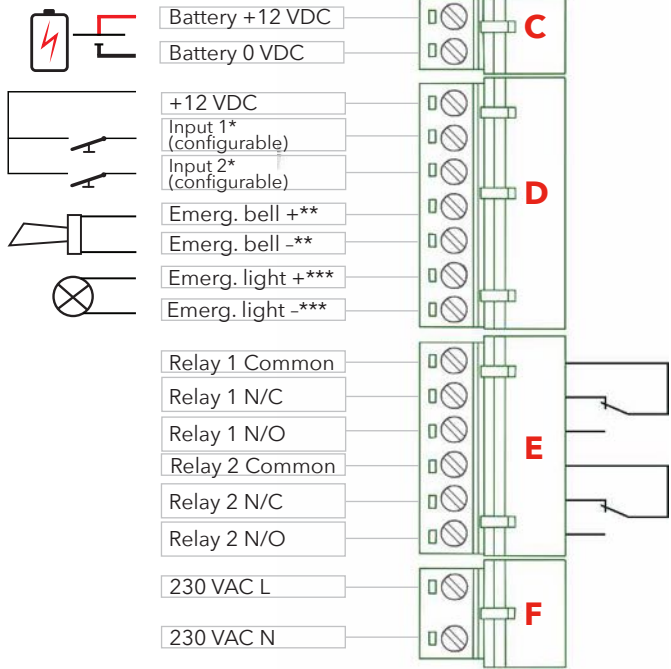 Battery +12 VDC
Battery 0 VDC
C
+12 VDC
Input 1*
(configurable)
Input 2*
(configurable)
Emerg. bell +**
Emerg. bell –**
Emerg. light +***
Emerg. light –***
D
Relay 1 Common
Relay 1 N/C
Relay 1 N/O
Relay 2 Common
Relay 2 N/C
Relay 2 N/O
E
230 VAC L
230 VAC N
F